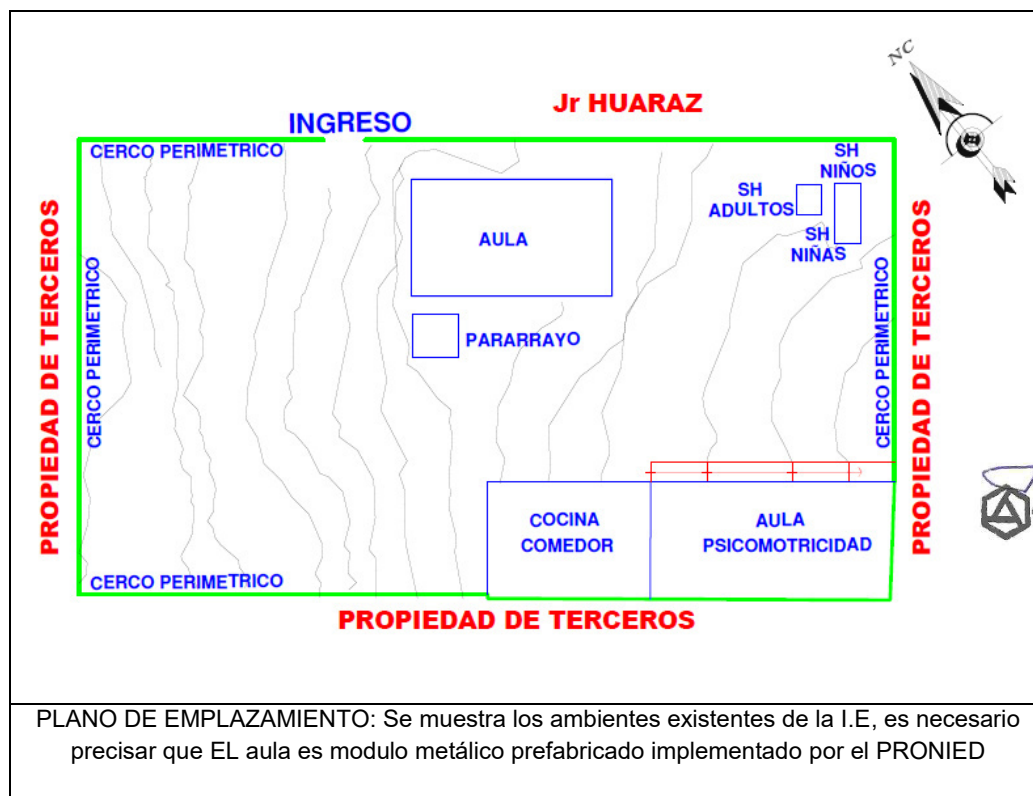 NC
Jr HUARAZ
INGRESO
CERCO PERIMETRICO
SH
NIÑOS
SH
ADULTOS
SH
NIÑAS
AULA
PARARRAYO
PROPIEDAD DE TERCEROS
CERCO PERIMETRICO
CERCO PERIMETRICO
PROPIEDAD DE TERCEROS
COCINA
COMEDOR
AULA
PSICOMOTRICIDAD
CERCO PERIMETRICO
PROPIEDAD DE TERCEROS
PLANO DE EMPLAZAMIENTO: Se muestra los ambientes existentes de la I.E, es necesario
precisar que EL aula es modulo metálico prefabricado implementado por el PRONIED